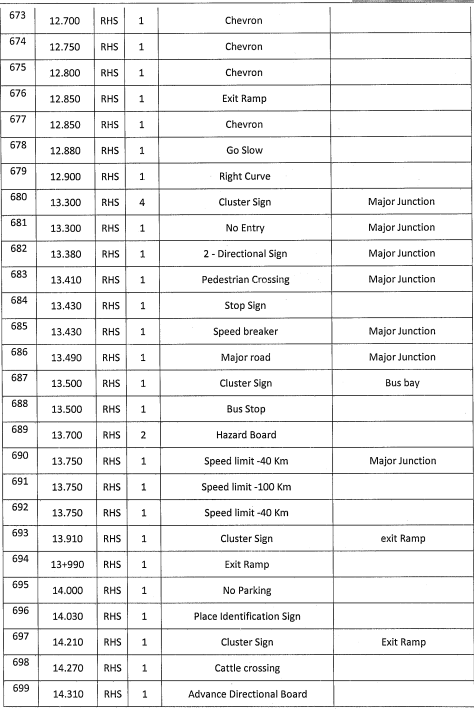 673 12.700 RHS 1 Chevron
674 12.750 RHS 1 Chevron
675 12.800 RHS 1 Chevron
676 12.850 RHS 1 Exit Ramp
677 12.850 RHS 1 Chevron
678 12.880 RHS 1 Go Slow
679 12.900 RHS 1 Right Curve
680 13.300 RHS 4 Cluster Sign Major Junction
681 13.300 RHS 1 No Entry Major Junction
682 13.380 RHS 1 2 - Directional Sign Major Junction
683 13.410 RHS 1 Pedestrian Crossing Major Junction
684 13.430 RHS 1 Stop Sign
685 13.430 RHS 1 Speed breaker Major Junction
686 13.490 RHS 1 Major road Major Junction
687 13.500 RHS 1 Cluster Sign Bus bay
688 13.500 RHS 1 Bus Stop
689 13.700 RHS 2 Hazard Board
690 13.750 RHS 1 Speed limit -40 Km Major Junction
691 13.750 RHS 1 Speed limit -100 Km
692 13.750 RHS 1 Speed limit -40 Km
693 13.910 RHS 1 Cluster Sign exit Ramp
694 13+990 RHS 1 Exit Ramp
695 14.000 RHS 1 No Parking
696 14.030 RHS 1 Place Identification Sign
697 14.210 RHS 1 Cluster Sign Exit Ramp
698 14.270 RHS 1 Cattle crossing
699 14.310 RHS 1 Advance Directional Board